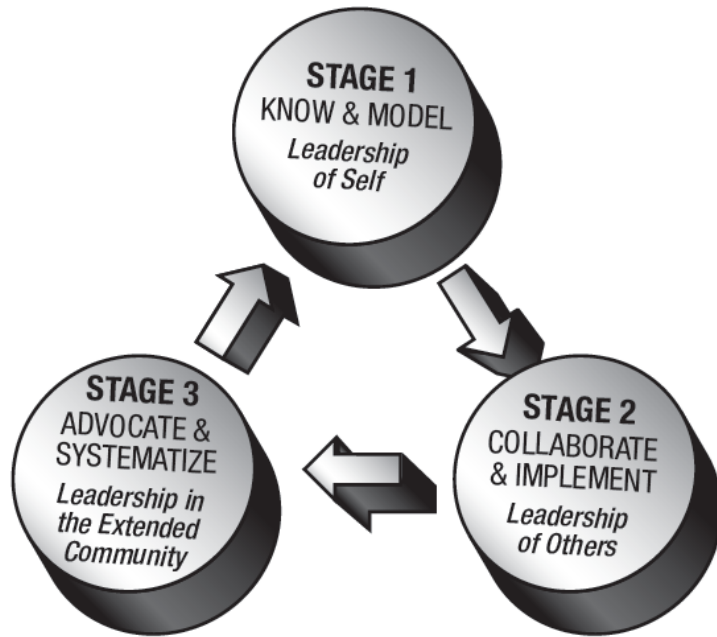 STAGE 1
KNOW & MODEL
Leadership
of Self
STAGE 2
COLLABORATE
& IMPLEMENT
Leadership
of Others
STAGE 3
ADVOCATE &
SYSTEMATIZE
Leadership in
the Extended
Community